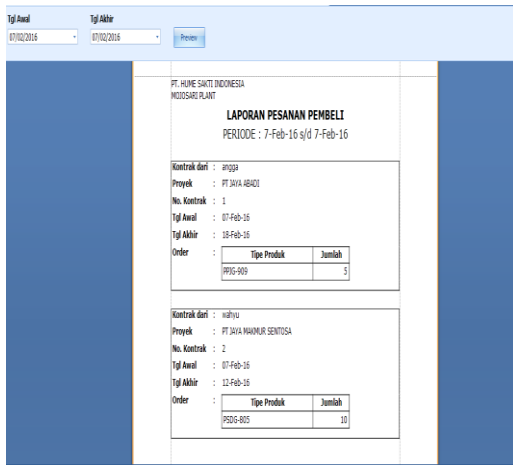 Tgl Awal Tgl Akhir
07/02/2016 07/02/2016 Preview
PT. HUME SAKTI INDONESIA
MOJOSARI PLANT
LAPORAN PESANAN PEMBELI
PERIODE : 7-Feb-16 s/d 7-Feb-16
Kontrak dari : angga
Proyek : PT JAYA ABADI
No. Kontrak : 1
Tgl Awal : 07-Feb-16
Tgl Akhir : 18-Feb-16
Order : Tipe Produk Jumlah
PPIG-909 5
Kontrak dari : wahyu
Proyek : PT JAYA MAKMUR SENTOSA
No. Kontrak : 2
Tgl Awal : 07-Feb-16
Tgl Akhir : 12-Feb-16
Order : Tipe Produk Jumlah
PSDG-805 10